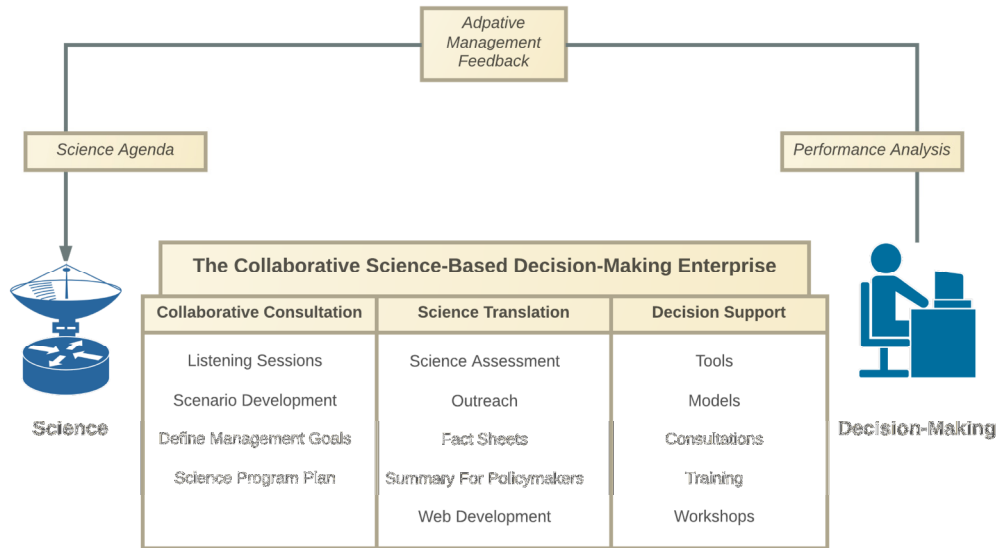 Adpative
Management
Feedback
Science Agenda
Performance Analysis
The Collaborative Science-Based Decision-Making Enterprise
Collaborative Consultation
Science Translation
Decision Support
Listening Sessions
Science Assessment
Tools
Scenario Development
Outreach
Models
Science
Define Management Goals
Fact Sheets
Consultations
Decision-Making
Science Program Plan
Summary For Policymakers
Training
Web Development
Workshops